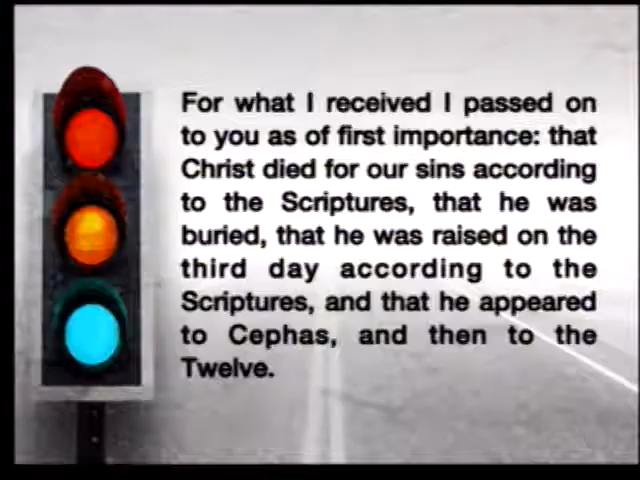 For what I received I passed on
to you as of first importance: that
Christ died for our sins according
to the Scriptures, that he was
buried, that he was raised on the
third day according to the
Scriptures, and that he appeared
to Cephas, and then to the
Twelve.